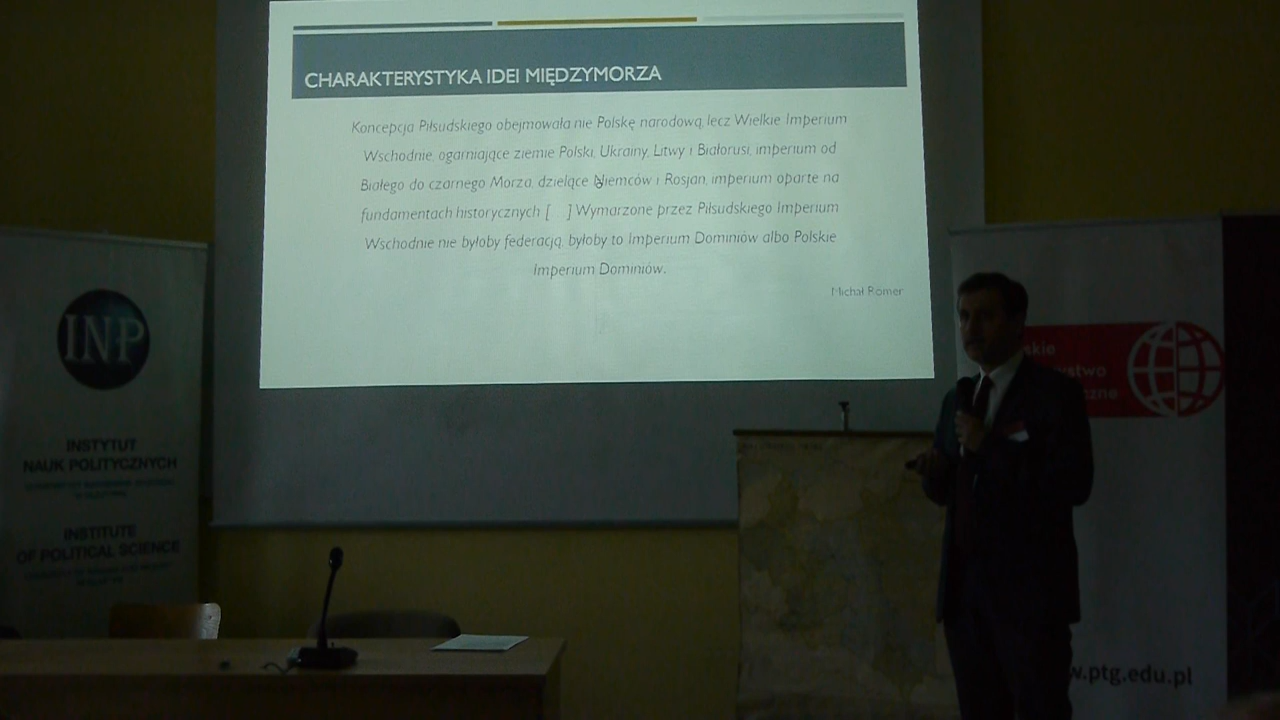 CHARAKTERYSTYKA IDEI MIĘDZYMORZA
Koncepcja Piłsudskiego obejmowała nie Polskę narodową, lecz Wielkie Imperium
Wschodnie, ogarniające ziemie Polski, Ukrainy, Litwy i Białorusi, imperium od
Białego do czarnego Morza, dzielące Niemców i Rosjan, imperium oparte na
fundamentach historycznych [ ] Wymarzone przez Piłsudskiego Imperium
Wschodnie nie byłoby federacją, byłoby to Imperium Dominiów albo Polskie
Imperium Dominiów.
Michał Römer
INP
INSTYTUT
NAUK POLITYCZNYCH
INSTITUTE
OF POLITICAL SCIENCE
skie
ystwo
czne
w.ptg.edu.pl